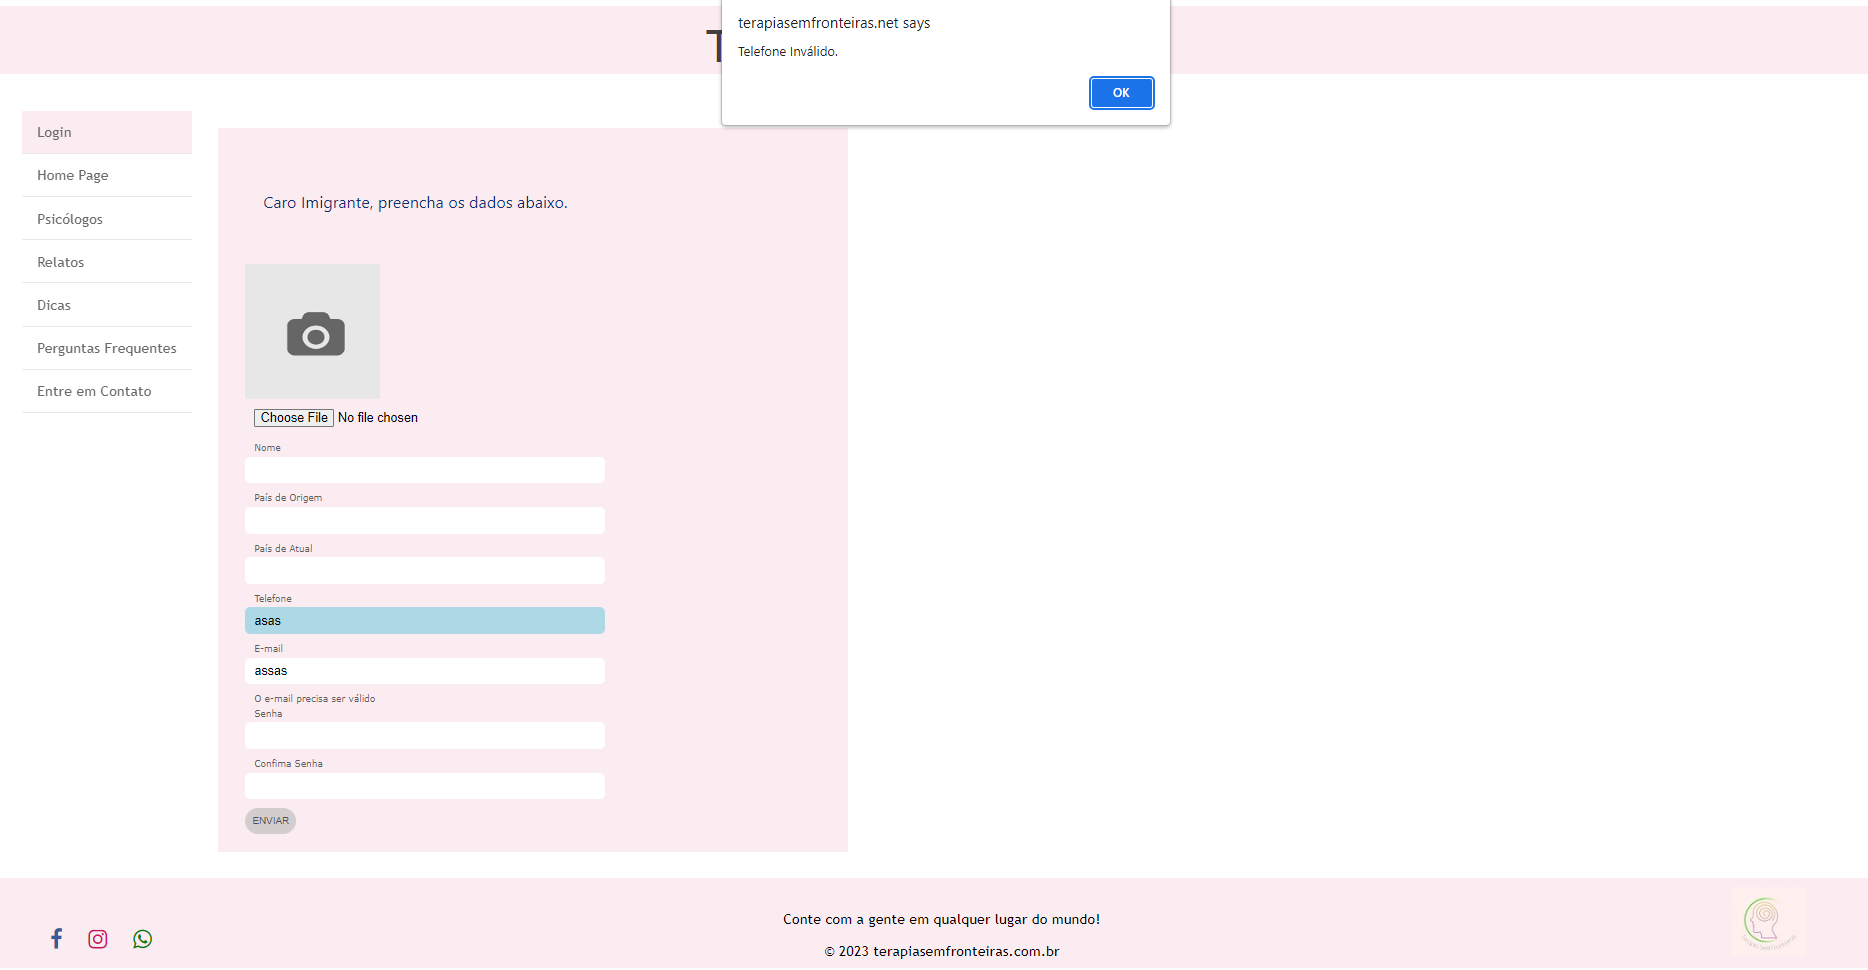 terapiasemfronteiras.net says
Telefone Inválido.
OK
T
Login
Home Page
Psicólogos
Relatos
Dicas
Perguntas Frequentes
Entre em Contato
Caro Imigrante, preencha os dados abaixo.
Choose File No file chosen
Nome
País de Origem
País de Atual
Telefone
asas
E-mail
assas
O e-mail precisa ser válido
Senha
Confima Senha
ENVIAR
Conte com a gente em qualquer lugar do mundo!
© 2023 terapiasemfronteiras.com.br